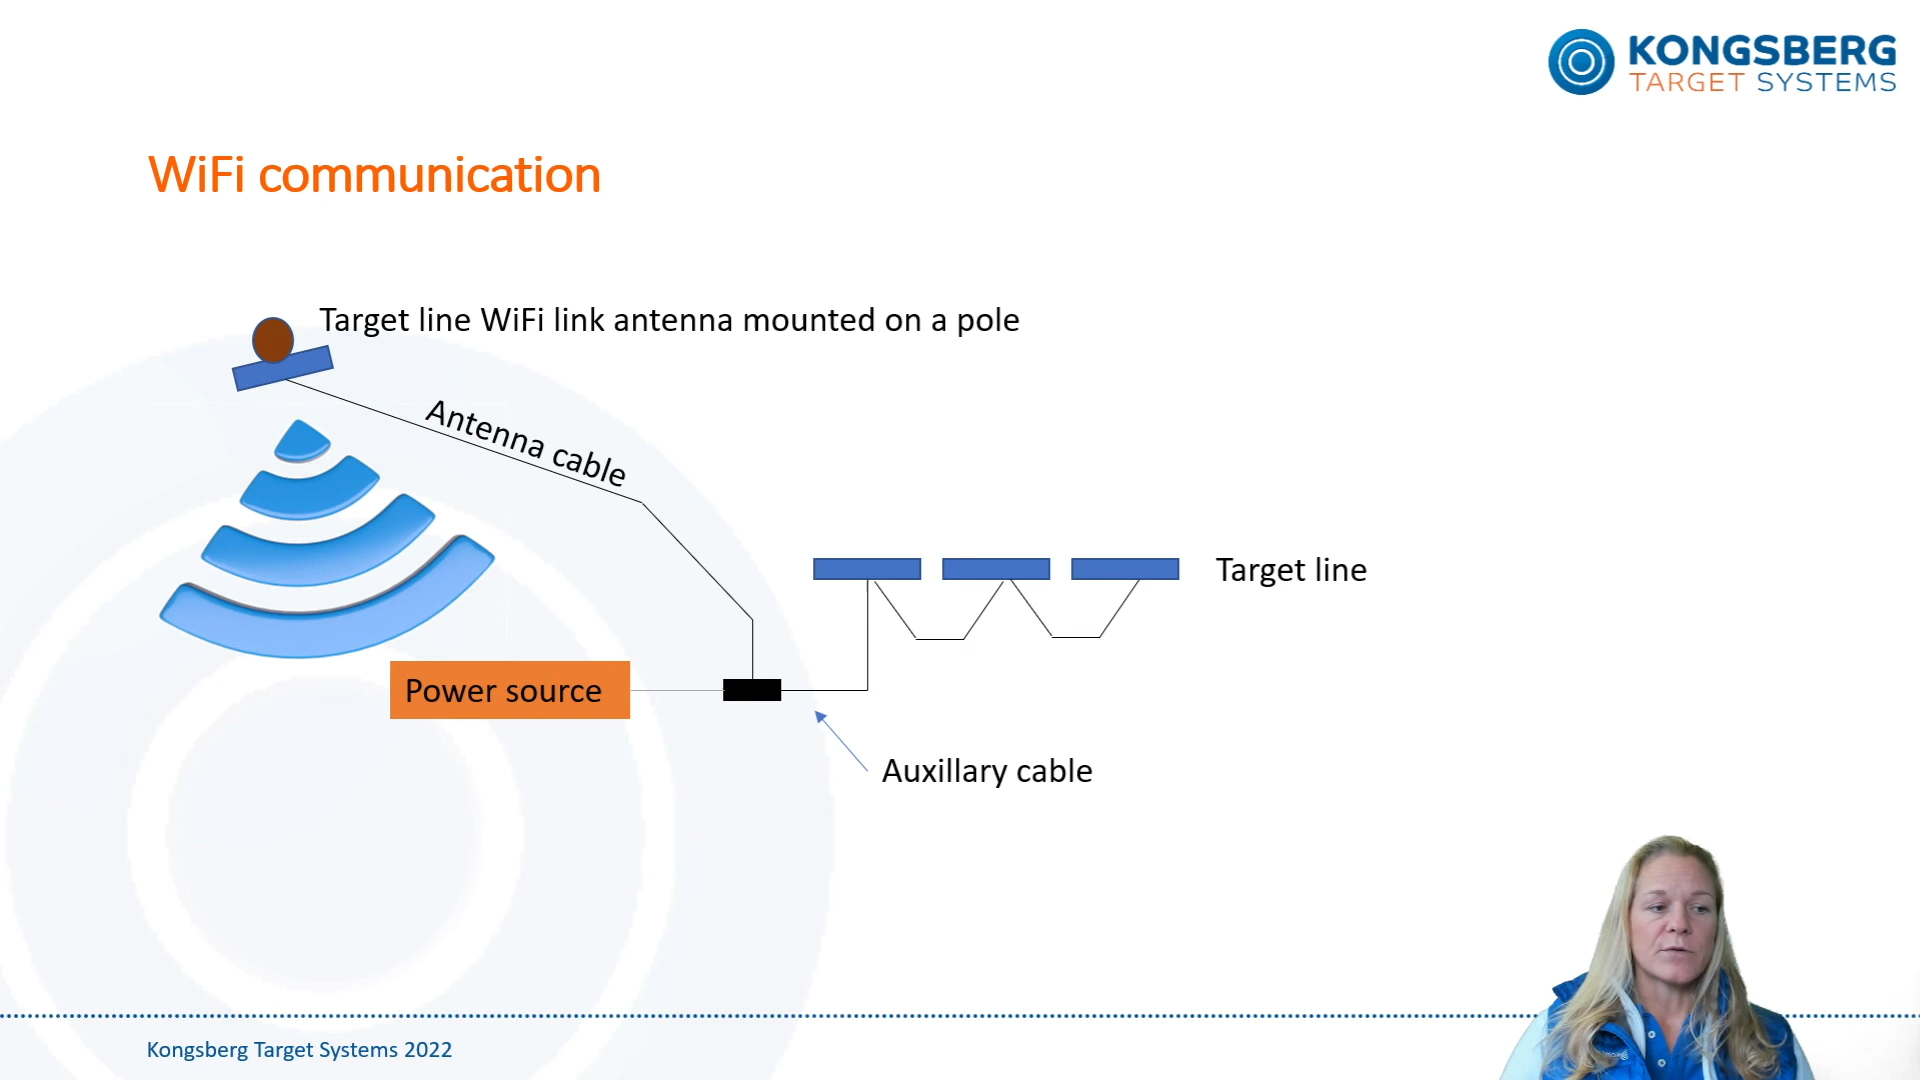 KONGSBERG
TARGET SYSTEMS
WiFi communication
Target line WiFi link antenna mounted on a pole
Antenna cable
Target line
Power source
Auxillary cable
Kongsberg Target Systems 2022